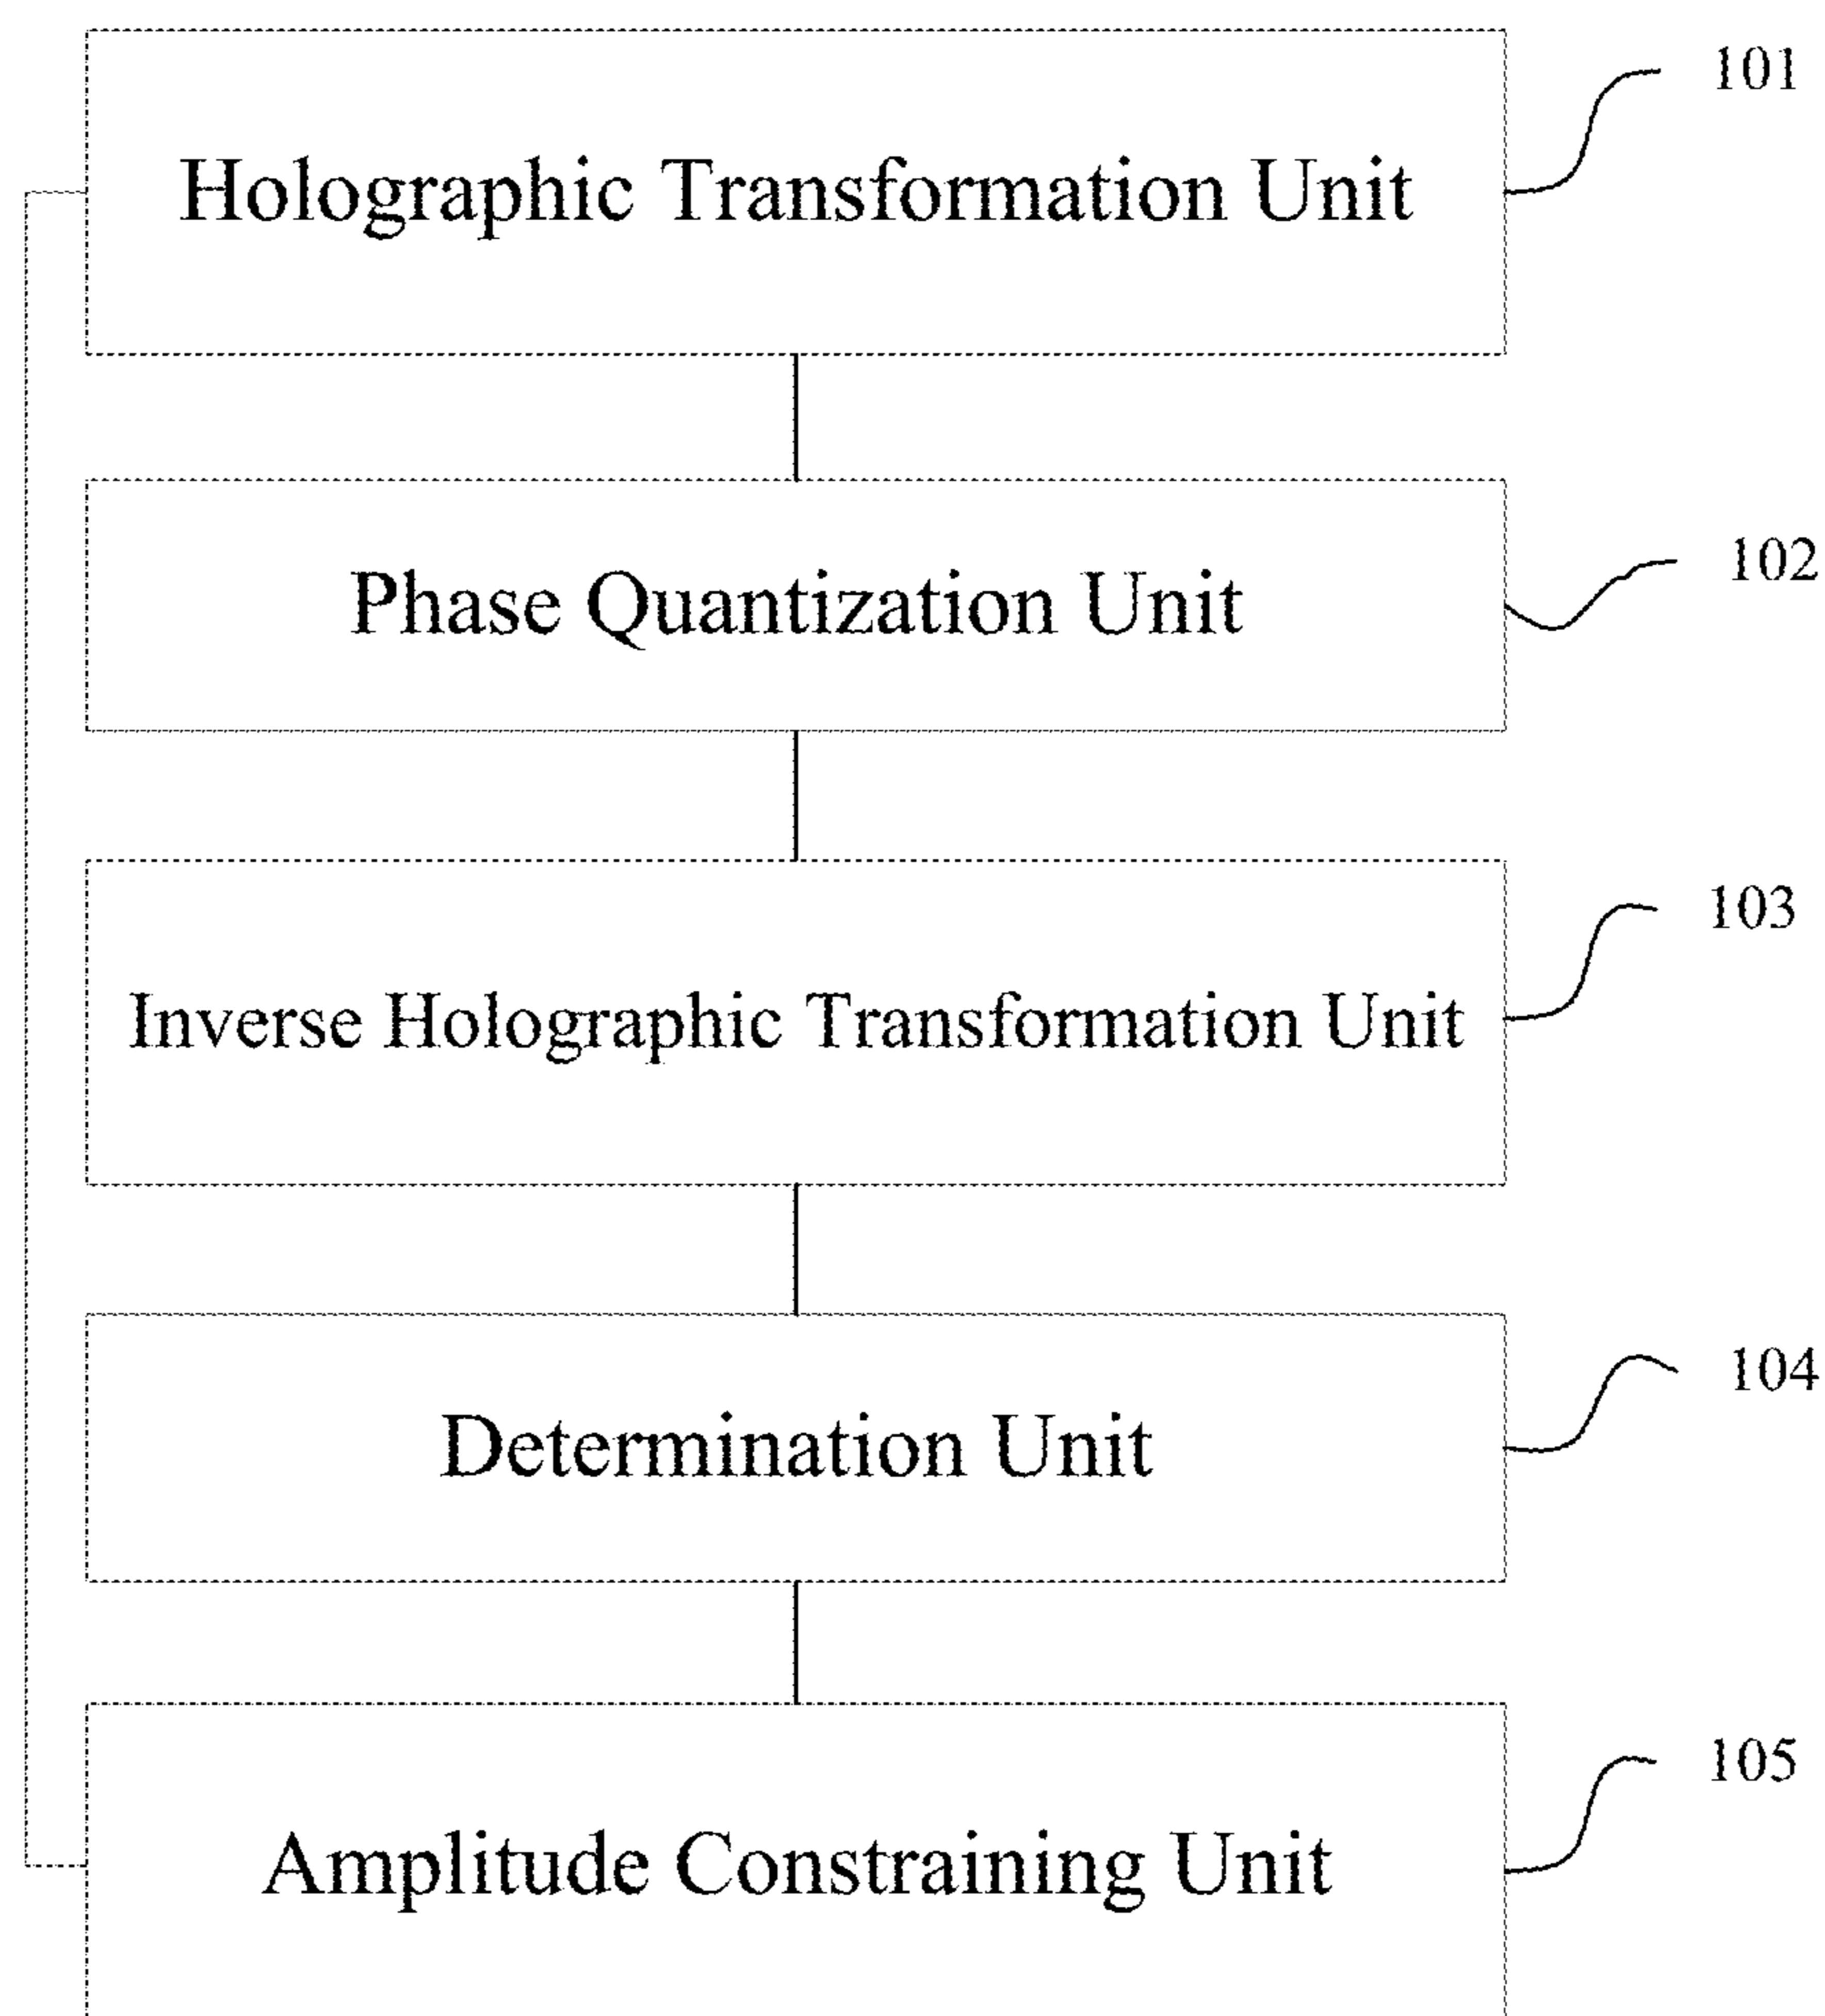 101
Holographic Transformation Unit
102
Phase Quantization Unit
103
Inverse Holographic Transformation Unit
104
Determination Unit
105
Amplitude Constraining Unit